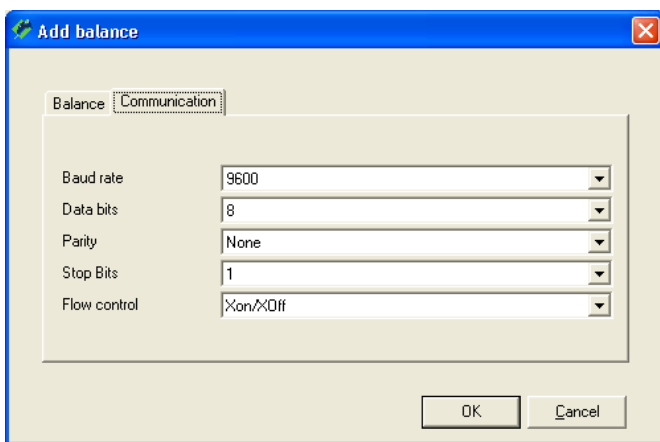 Add balance
Balance Communication
Baud rate 9600
Data bits 8
Parity None
Stop Bits 1
Flow control Xon/XOff
OK Cancel